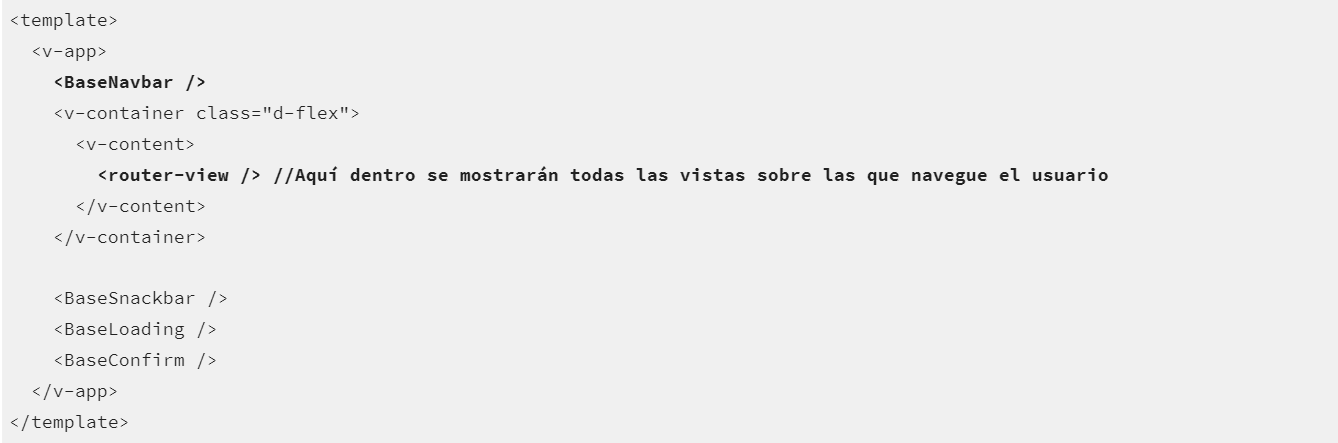 <template>
  <v-app>
    <BaseNavbar />
    <v-container class="d-flex">
      <v-content>
        <router-view /> //Aquí dentro se mostrarán todas las vistas sobre las que navegue el usuario
      </v-content>
    </v-container>

    <BaseSnackbar />
    <BaseLoading />
    <BaseConfirm />
  </v-app>
</template>